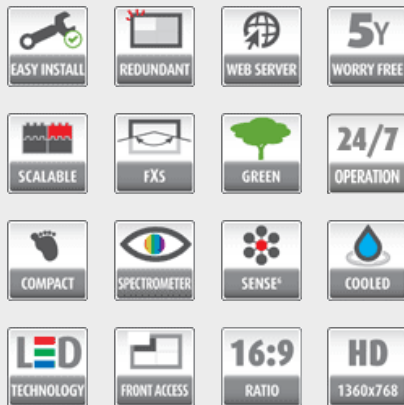 EASY INSTALL
REDUNDANT
WEB SERVER
5Y
WORRY FREE
SCALABLE
FXS
GREEN
24/7
OPERATION
COMPACT
SPECTROMETER
SENSE⁶
COOLED
LED
TECHNOLOGY
FRONT ACCESS
16:9
RATIO
HD
1360x768